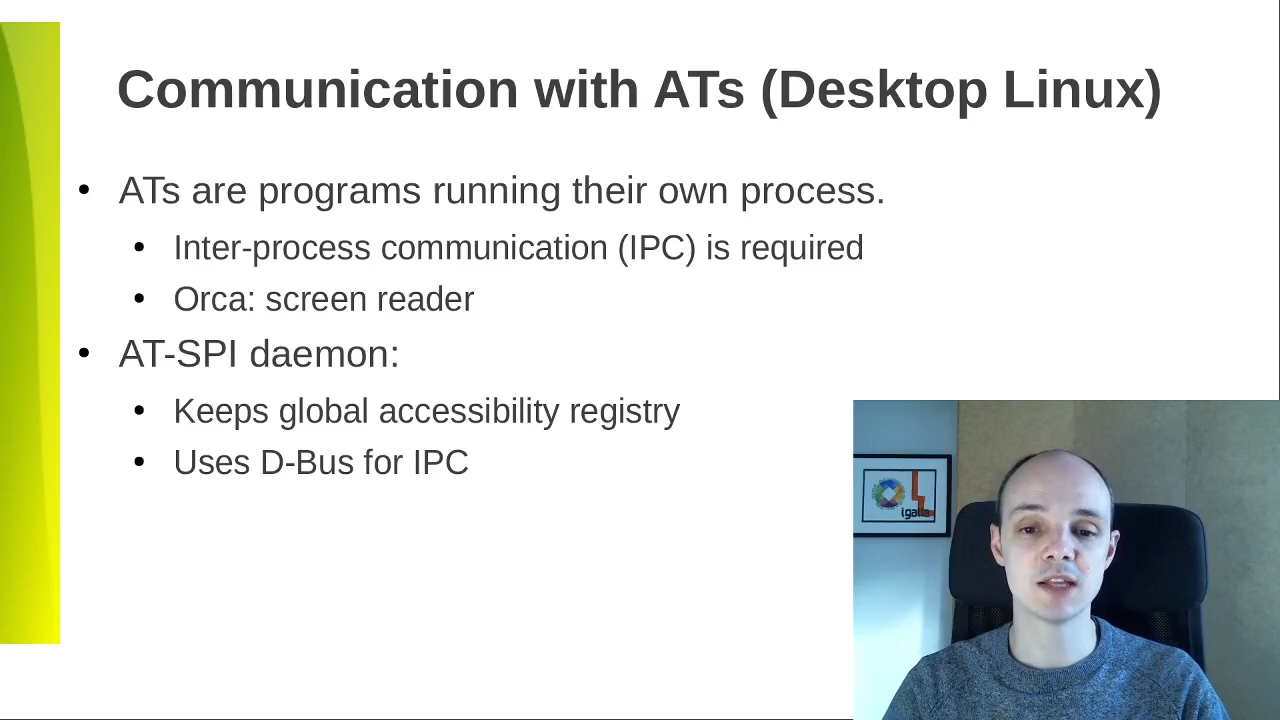 Communication with ATs (Desktop Linux)
ATs are programs running their own process.
Inter-process communication (IPC) is required
Orca: screen reader
AT-SPI daemon:
Keeps global accessibility registry
Uses D-Bus for IPC
igalia